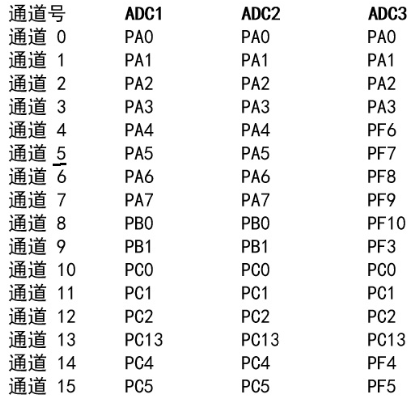 通道号 ADC1 ADC2 ADC3
通道 0 PA0 PA0 PA0
通道 1 PA1 PA1 PA1
通道 2 PA2 PA2 PA2
通道 3 PA3 PA3 PA3
通道 4 PA4 PA4 PF6
通道 5 PA5 PA5 PF7
通道 6 PA6 PA6 PF8
通道 7 PA7 PA7 PF9
通道 8 PB0 PB0 PF10
通道 9 PB1 PB1 PF3
通道 10 PC0 PC0 PC0
通道 11 PC1 PC1 PC1
通道 12 PC2 PC2 PC2
通道 13 PC13 PC13 PC13
通道 14 PC4 PC4 PF4
通道 15 PC5 PC5 PF5